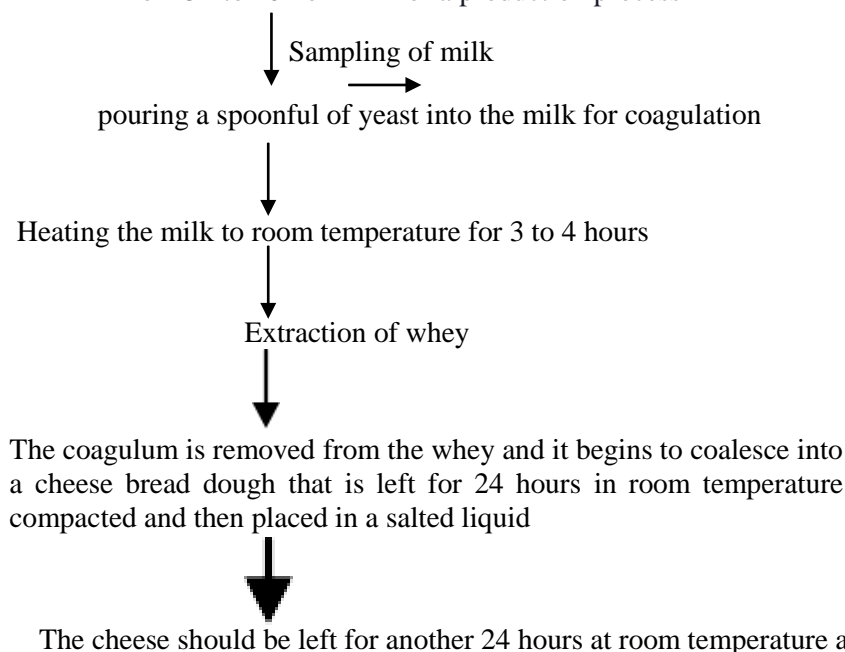 Sampling of milk
pouring a spoonful of yeast into the milk for coagulation
Heating the milk to room temperature for 3 to 4 hours
Extraction of whey
The coagulum is removed from the whey and it begins to coalesce into
a cheese bread dough that is left for 24 hours in room temperature
compacted and then placed in a salted liquid
The cheese should be left for another 24 hours at room temperature a